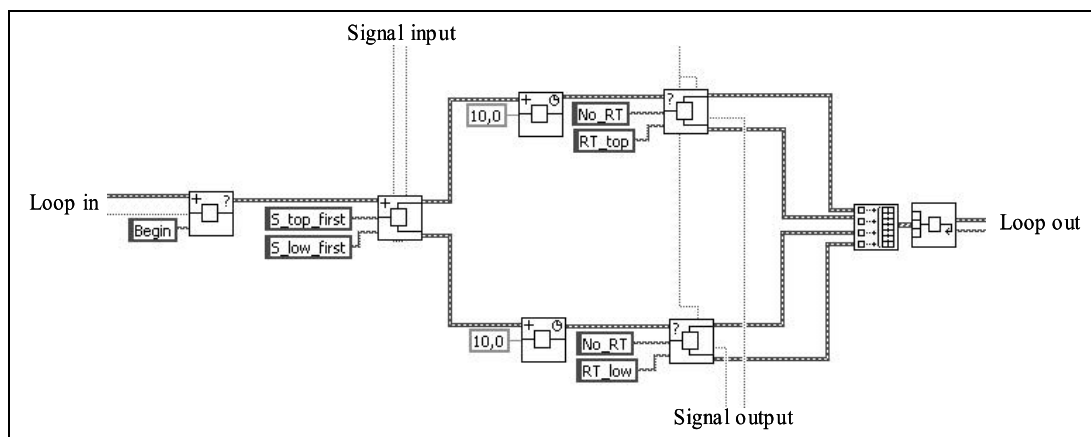 Signal input
+
10,0
No_RT
?
RT_top
Loop in
+ ?
Begin
+
S_top_first
S_low_first
Loop out
+
10,0
No_RT
?
RT_low
Signal output